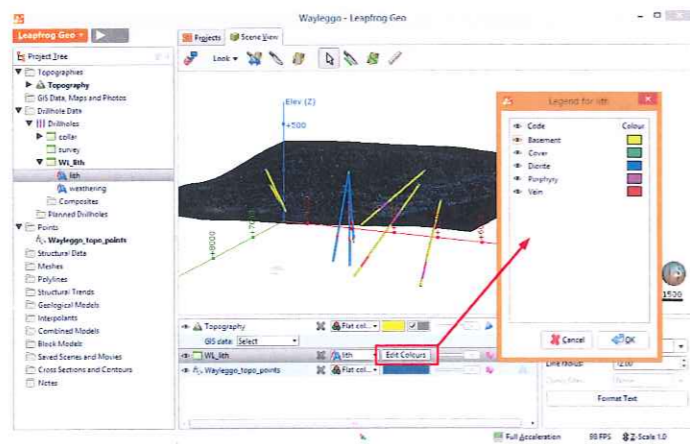 Wayleggo - Leapfrog Geo
Leapfrog Geo
Projects
Scene View
Project Tree
Look
Topographies
Topography
GIS Data, Maps and Photos
Drillhole Data
Drillholes
collar
survey
WL_lith
lith
weathering
Composites
Planned Drillholes
Points
Wayleggo_topo_points
Structural Data
Meshes
Polylines
Structural Trends
Geological Models
Interpolants
Combined Models
Block Models
Saved Scenes and Movies
Cross Sections and Contours
Notes
Elev (Z)
+500
+8000
Legend for lith
Code Colour
Basement
Cover
Diorite
Porphyry
Vein
Cancel OK
1500
Topography Flat col...
GIS data: Select
WL_lith lith Edit Colours
Wayleggo_topo_points Flat col...
Line radius: 12.00
Format Text
Full Acceleration 99 FPS Z-Scale 1.0